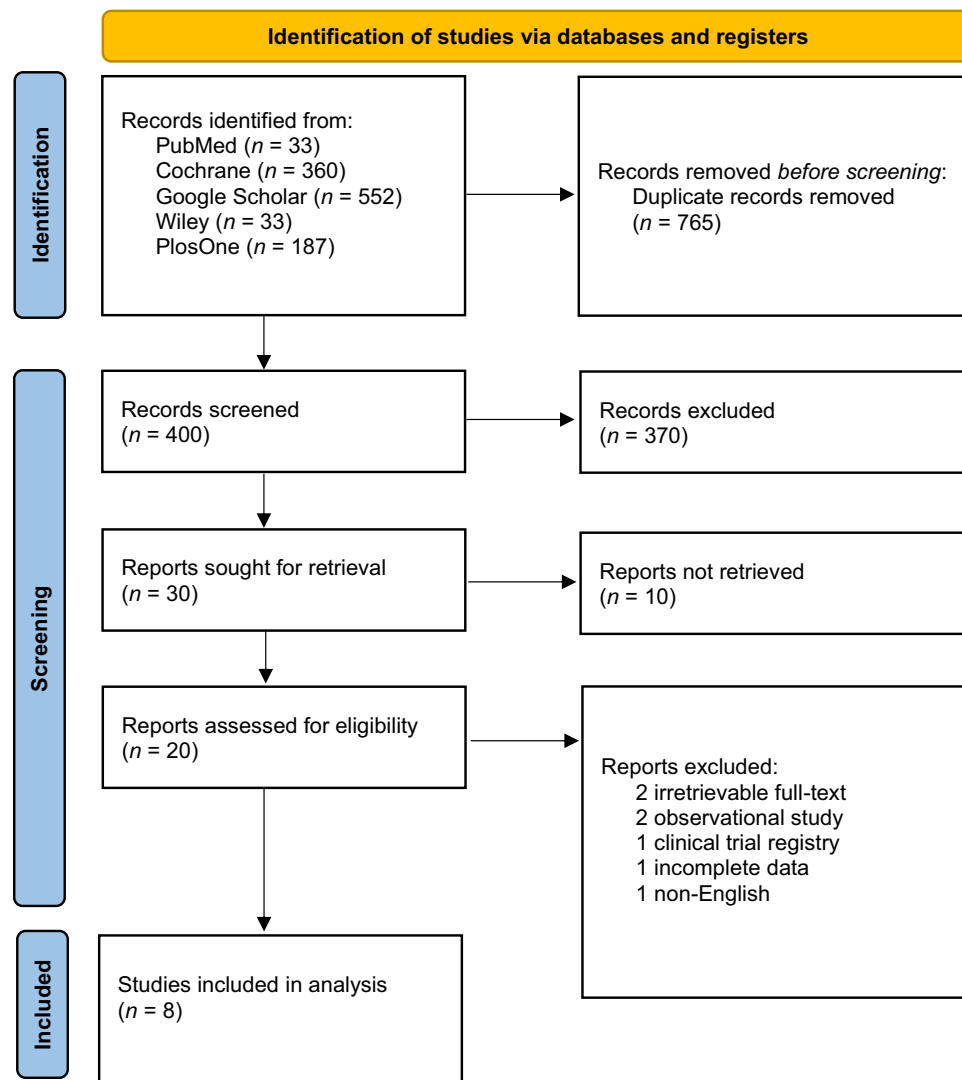 Identification of studies via databases and registers
Identification
Records identified from:
PubMed (n = 33)
Cochrane (n = 360)
Google Scholar (n = 552)
Wiley (n = 33)
PlosOne (n = 187)
Records removed before screening:
Duplicate records removed
(n = 765)
Screening
Records screened
(n = 400)
Records excluded
(n = 370)
Reports sought for retrieval
(n = 30)
Reports not retrieved
(n = 10)
Reports assessed for eligibility
(n = 20)
Reports excluded:
2 irretrievable full-text
2 observational study
1 clinical trial registry
1 incomplete data
1 non-English
Included
Studies included in analysis
(n = 8)